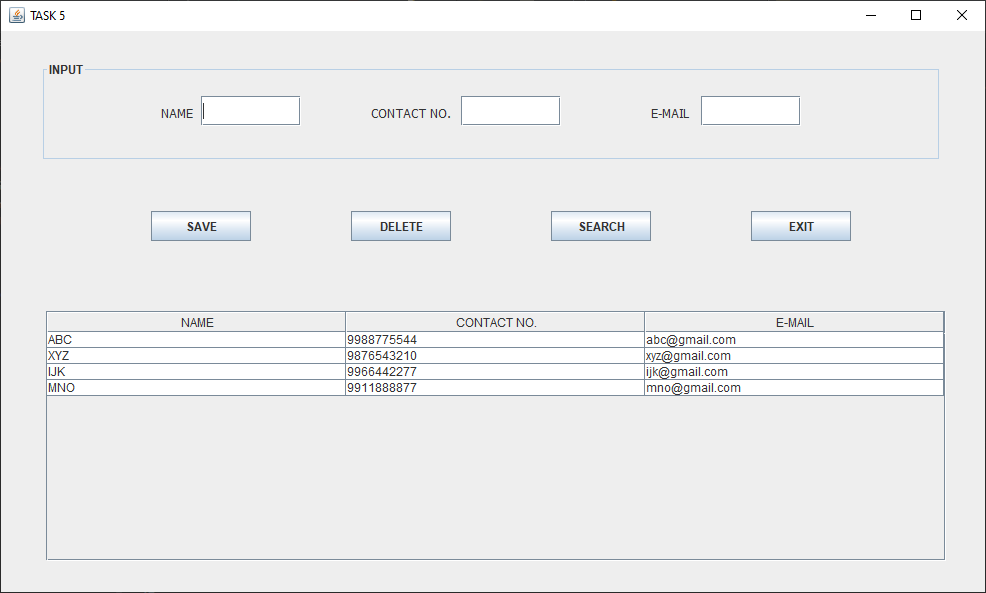 TASK 5
INPUT
NAME CONTACT NO. E-MAIL
SAVE DELETE SEARCH EXIT
NAME CONTACT NO. E-MAIL
ABC 9988775544 abc@gmail.com
XYZ 9876543210 xyz@gmail.com
IJK 9966442277 ijk@gmail.com
MNO 9911888877 mno@gmail.com